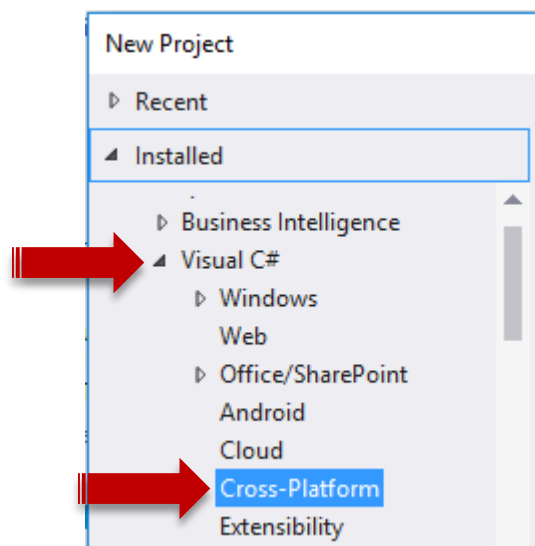 New Project
Recent
Installed
Business Intelligence
Visual C#
Windows
Web
Office/SharePoint
Android
Cloud
Cross-Platform
Extensibility